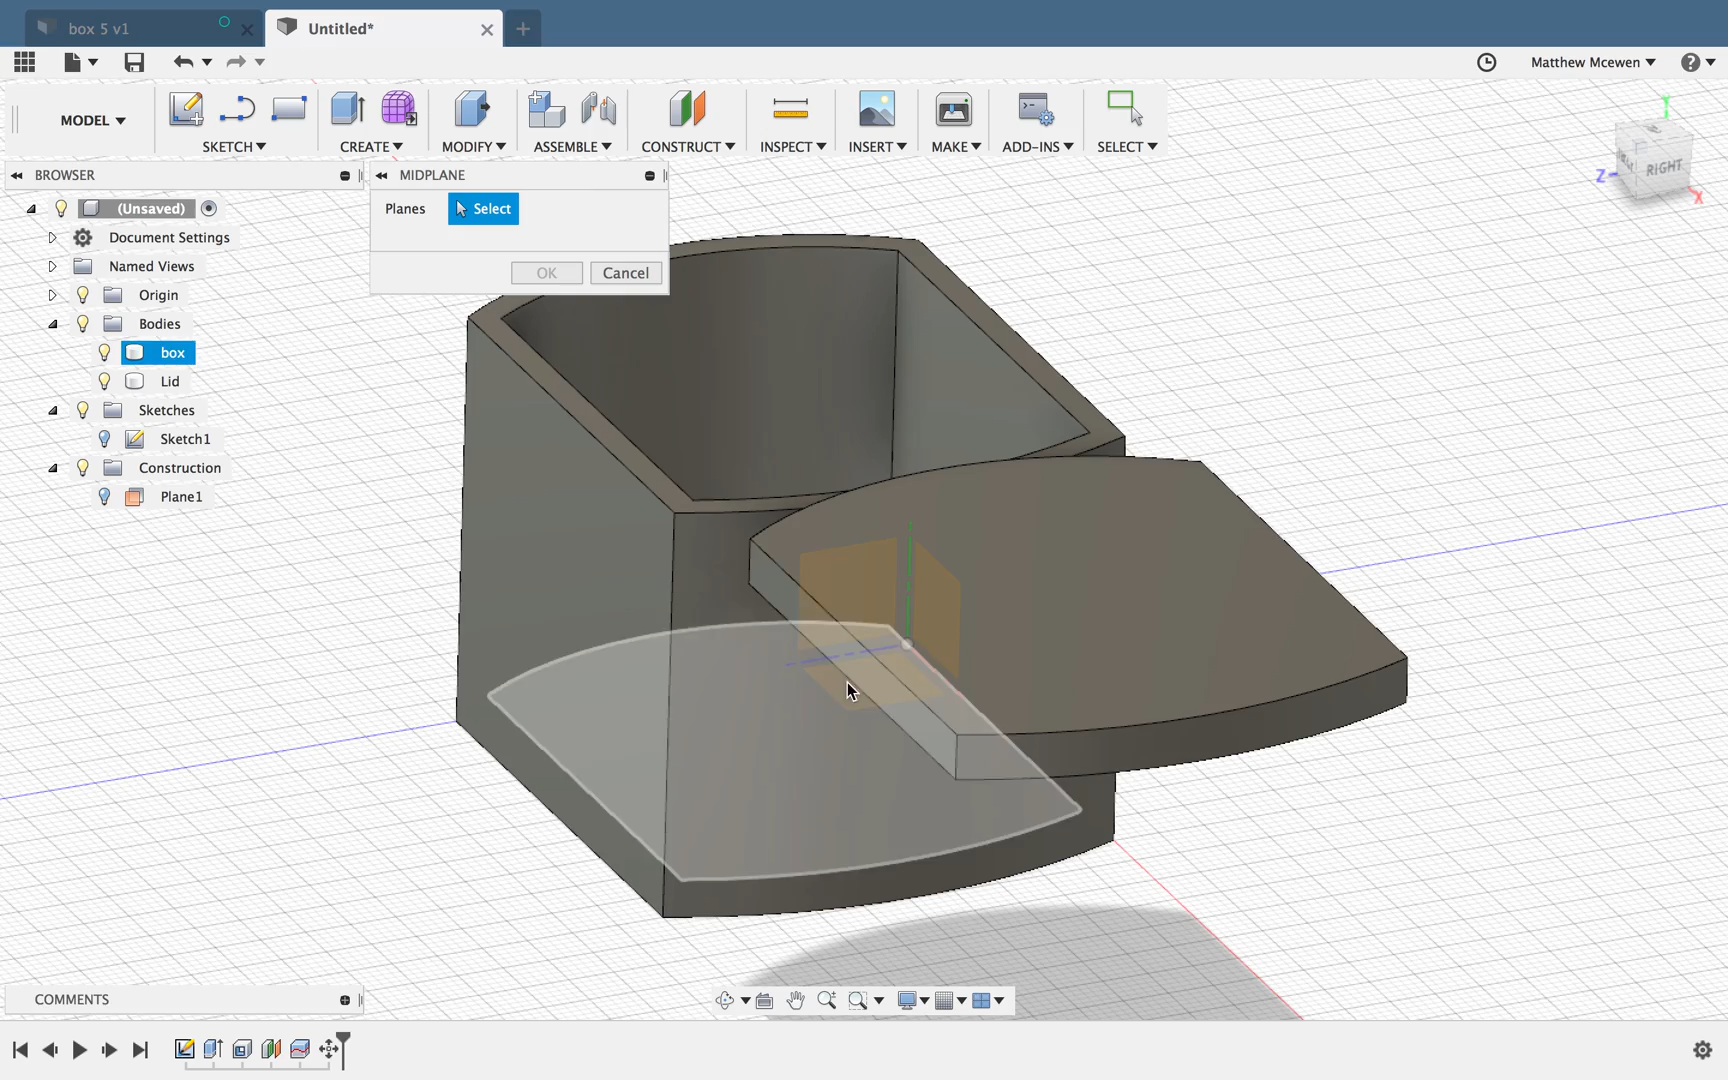 box 5 v1
Untitled*
Matthew Mcewen
MODEL
SKETCH
CREATE
MODIFY
ASSEMBLE
CONSTRUCT
INSPECT
INSERT
MAKE
ADD-INS
SELECT
BROWSER
MIDPLANE
(Unsaved)
Planes
Select
Document Settings
Named Views
OK
Cancel
Origin
Bodies
box
Lid
Sketches
Sketch1
Construction
Plane1
RIGHT
Y
Z
X
COMMENTS